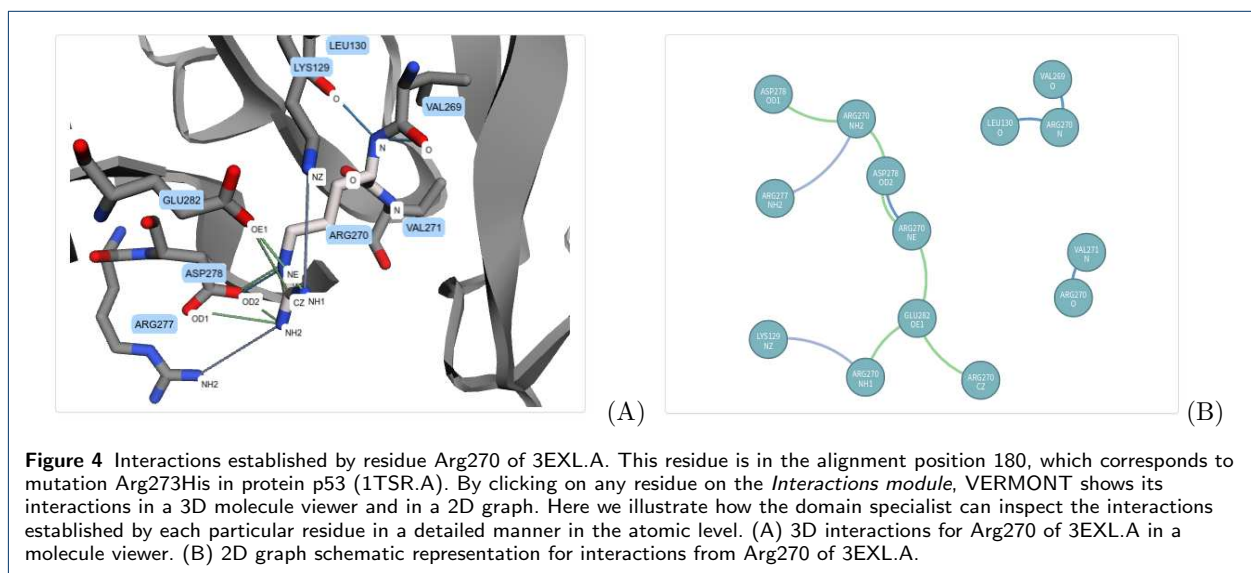 LEU130
LYS129
O
VAL269
N
O
NZ
O
GLU282
N
OE1
ARG270
VAL271
ASP278
NE
CZ
NH1
OD2
OD1
NH2
ARG277
NH2
(A)
VAL269
O
ASP278
OD1
ARG270
NH2
LEU130
O
ARG270
N
ASP278
OD2
ARG277
NH2
ARG270
NE
VAL271
N
ARG270
O
GLU282
OE1
LYS129
NZ
ARG270
NH1
ARG270
CZ
(B)
Figure 4 Interactions established by residue Arg270 of 3EXL.A. This residue is in the alignment position 180, which corresponds to
mutation Arg273His in protein p53 (1TSR.A). By clicking on any residue on the Interactions module, VERMONT shows its
interactions in a 3D molecule viewer and in a 2D graph. Here we illustrate how the domain specialist can inspect the interactions
established by each particular residue in a detailed manner in the atomic level. (A) 3D interactions for Arg270 of 3EXL.A in a
molecule viewer. (B) 2D graph schematic representation for interactions from Arg270 of 3EXL.A.